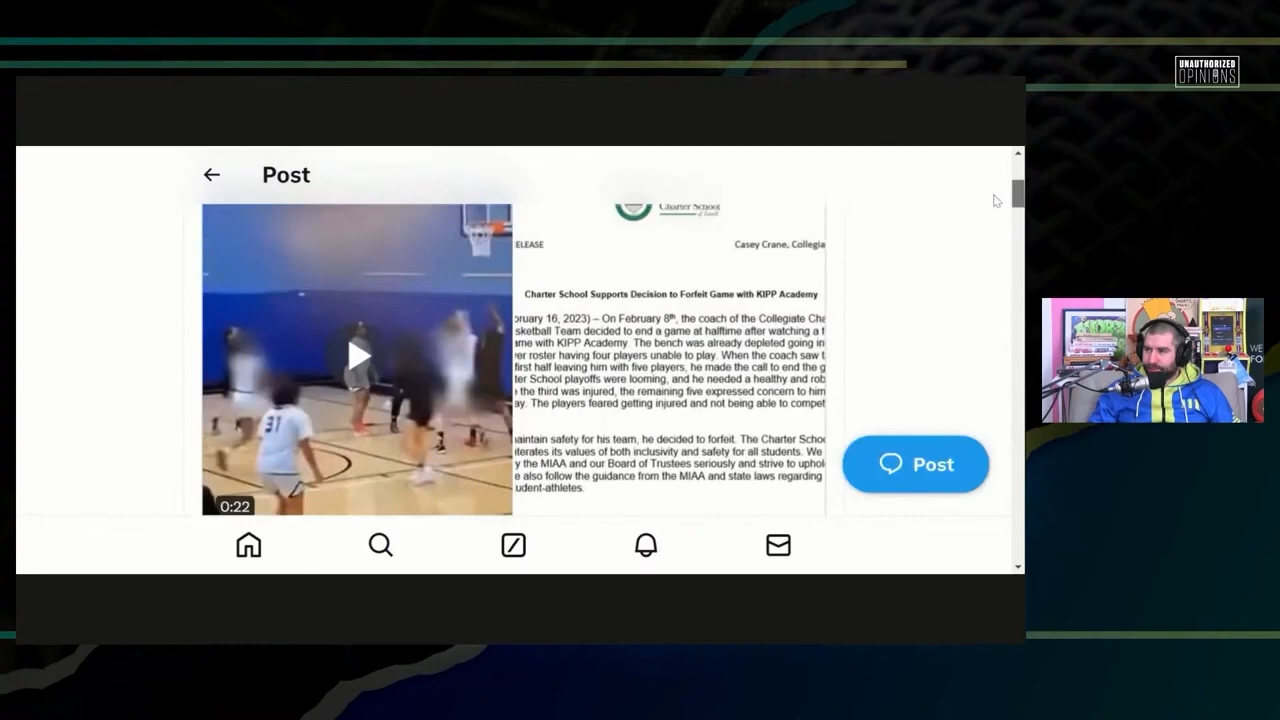 UNAUTHORIZED
OPINIONS
Post
Charter School
ELEASE
Casey Crane, Collegia
Charter School Supports Decision to Forfeit Game with KIPP Academy
bruary 16, 2023) – On February 8th, the coach of the Collegiate Cha
sketball Team decided to end a game at halftime after watching a t
ame with KIPP Academy. The bench was already depleted going in
er roster having four players unable to play. When the coach saw t
first half leaving him with five players, he made the call to end the g
ter School playoffs were looming, and he needed a healthy and rob
the third was injured, the remaining five expressed concern to him
ay. The players feared getting injured and not being able to compet
aintain safety for his team, he decided to forfeit. The Charter Schoo
iterates its values of both inclusivity and safety for all students. We
y the MIAA and our Board of Trustees seriously and strive to uphol
e also follow the guidance from the MIAA and state laws regarding
udent-athletes.
31
0:22
Post
WE
FO